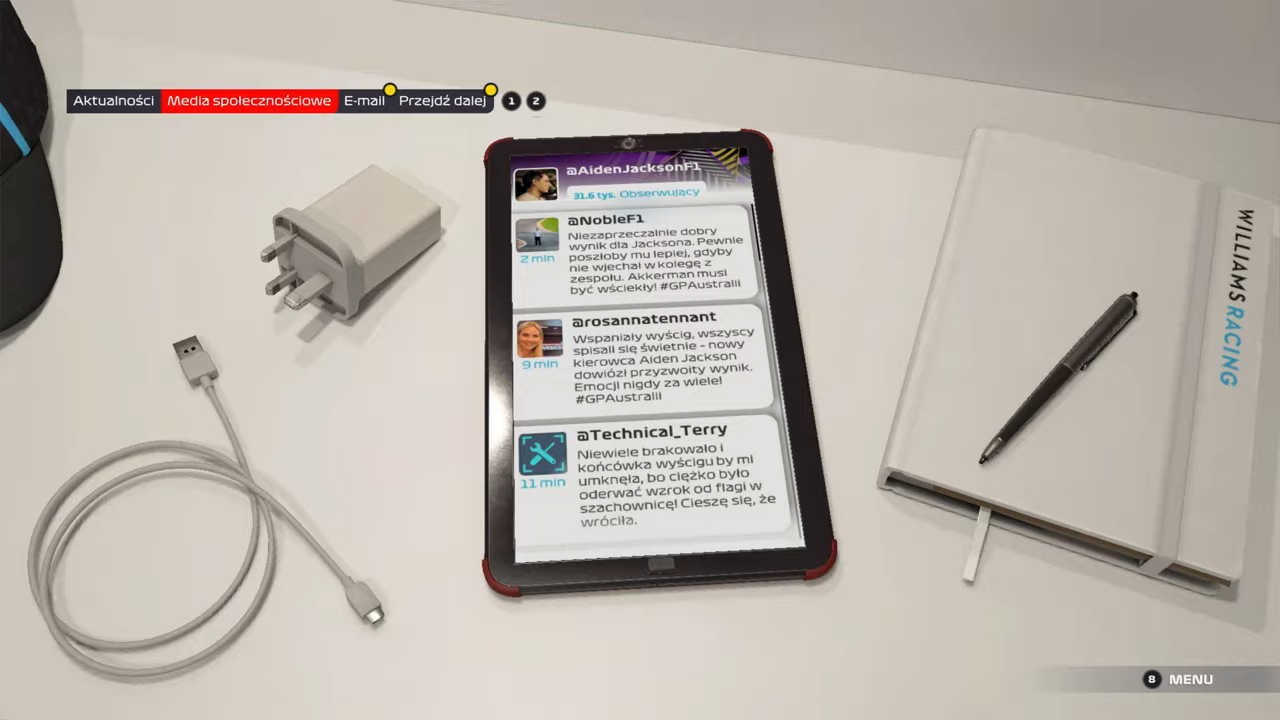 Aktualności Media społecznościowe E-mail Przejdź dalej 1 2
@AidenJacksonF1
31.6 tys. Obserwujący
@NobleF1
2 min
Niezaprzeczalnie dobry
wynik dla Jacksona. Pewnie
poszłoby mu lepiej, gdyby
nie wjechał w kolegę z
zespołu. Akkerman musi
być wściekły! #GPAustralii
@rosannatennant
9 min
Wspaniały wyścig, wszyscy
spisali się świetnie - nowy
kierowca Aiden Jackson
dowiózł przyzwoity wynik.
Emocji nigdy za wiele!
#GPAustralii
@Technical_Terry
11 min
Niewiele brakowało i
końcówka wyścigu by mi
umknęła, bo ciężko było
oderwać wzrok od flagi w
szachownicę! Cieszę się, że
wróciła.
WILLIAMS RACING
8 MENU